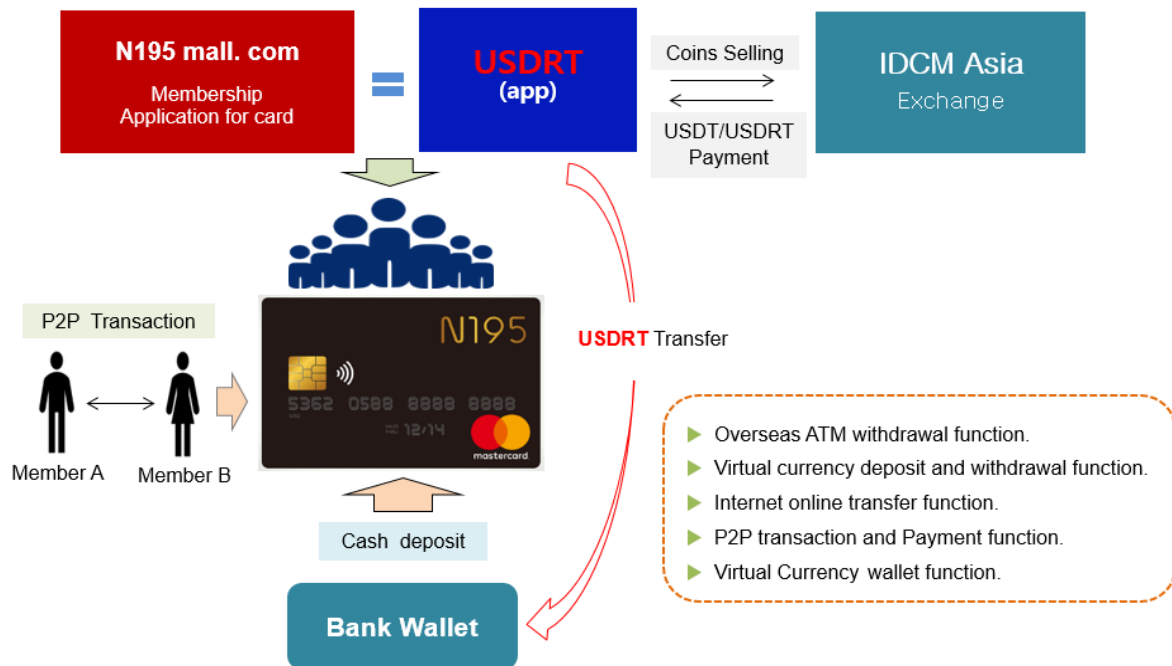 N195 mall. com
Membership
Application for card
USDRT
(app)
Coins Selling
USDT/USDRT
Payment
IDCM Asia
Exchange
P2P Transaction
Member A
Member B
N195
5362 0588 8888 8888
12/14
mastercard.
USDRT Transfer
Cash deposit
Bank Wallet
Overseas ATM withdrawal function.
Virtual currency deposit and withdrawal function.
Internet online transfer function.
P2P transaction and Payment function.
Virtual Currency wallet function.